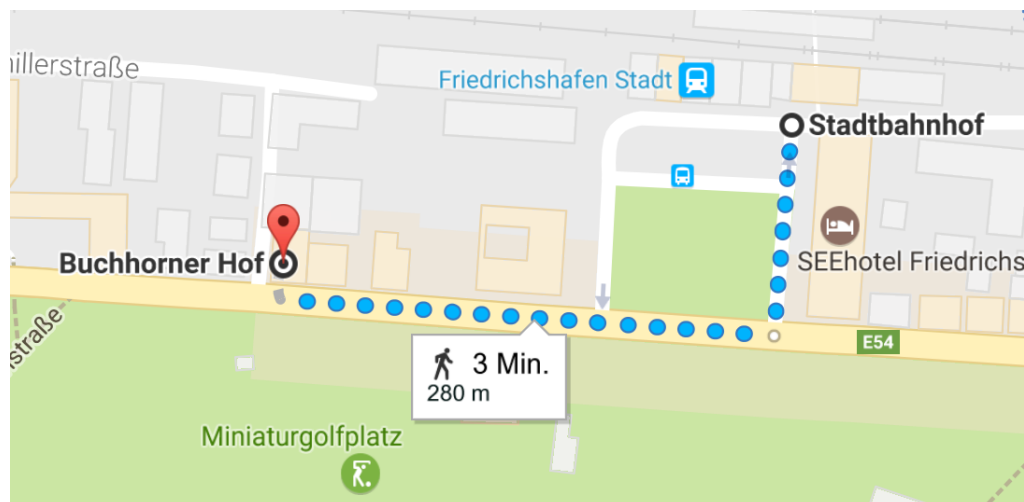 illerstraße
Friedrichshafen Stadt
Stadtbahnhof
Buchhorner Hof
SEEhotel Friedrichs
straße
E54
3 Min.
280 m
Miniaturgolfplatz